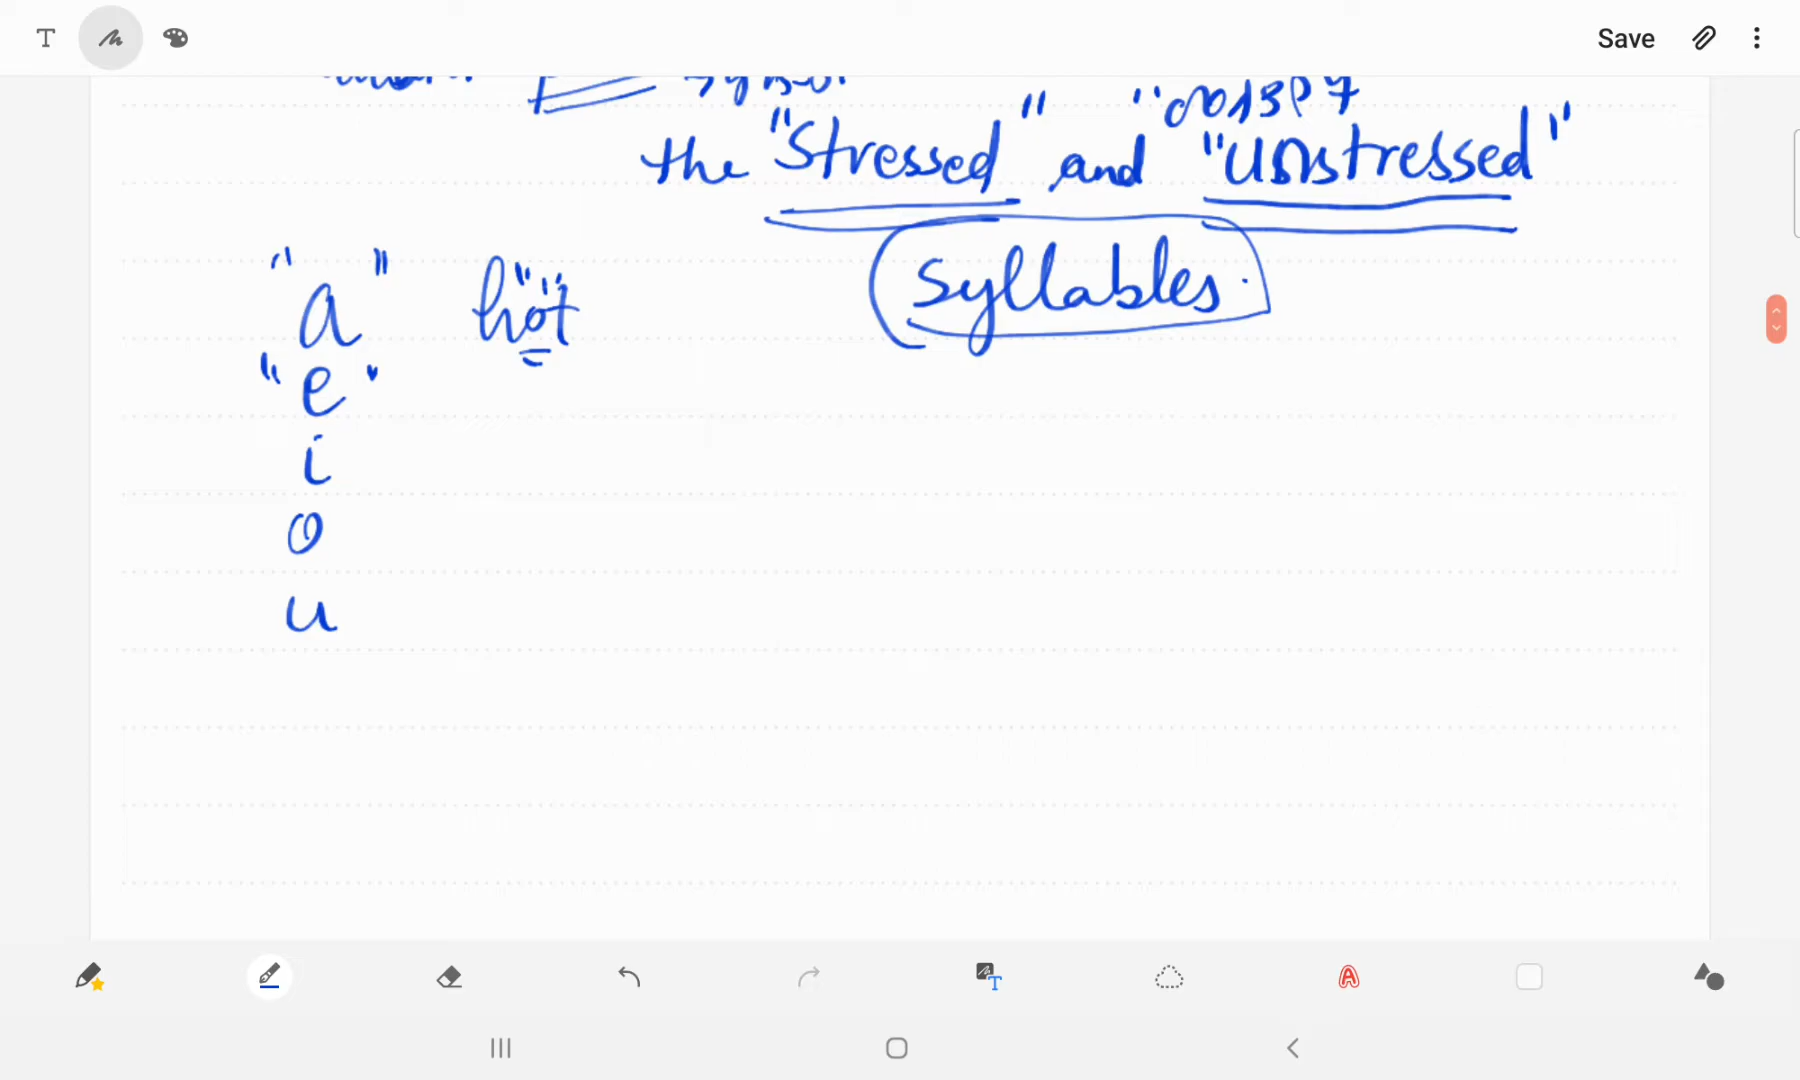 Save
the "Stressed" and "Unstressed"
Syllables.
"a" hot
"e"
i
o
u